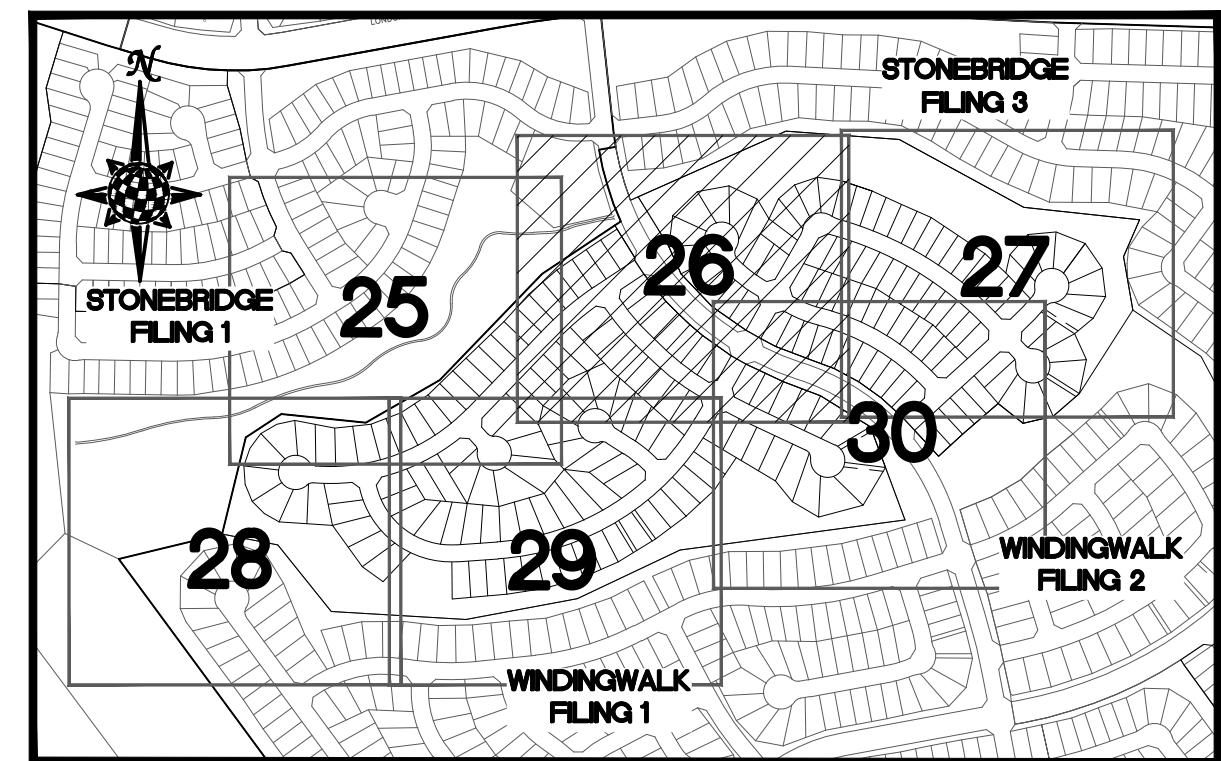 N
STONEBRIDGE
FILING 3
26
27
25
STONEBRIDGE
FILING 1
30
28
29
WINDINGWALK
FILING 2
WINDINGWALK
FILING 1